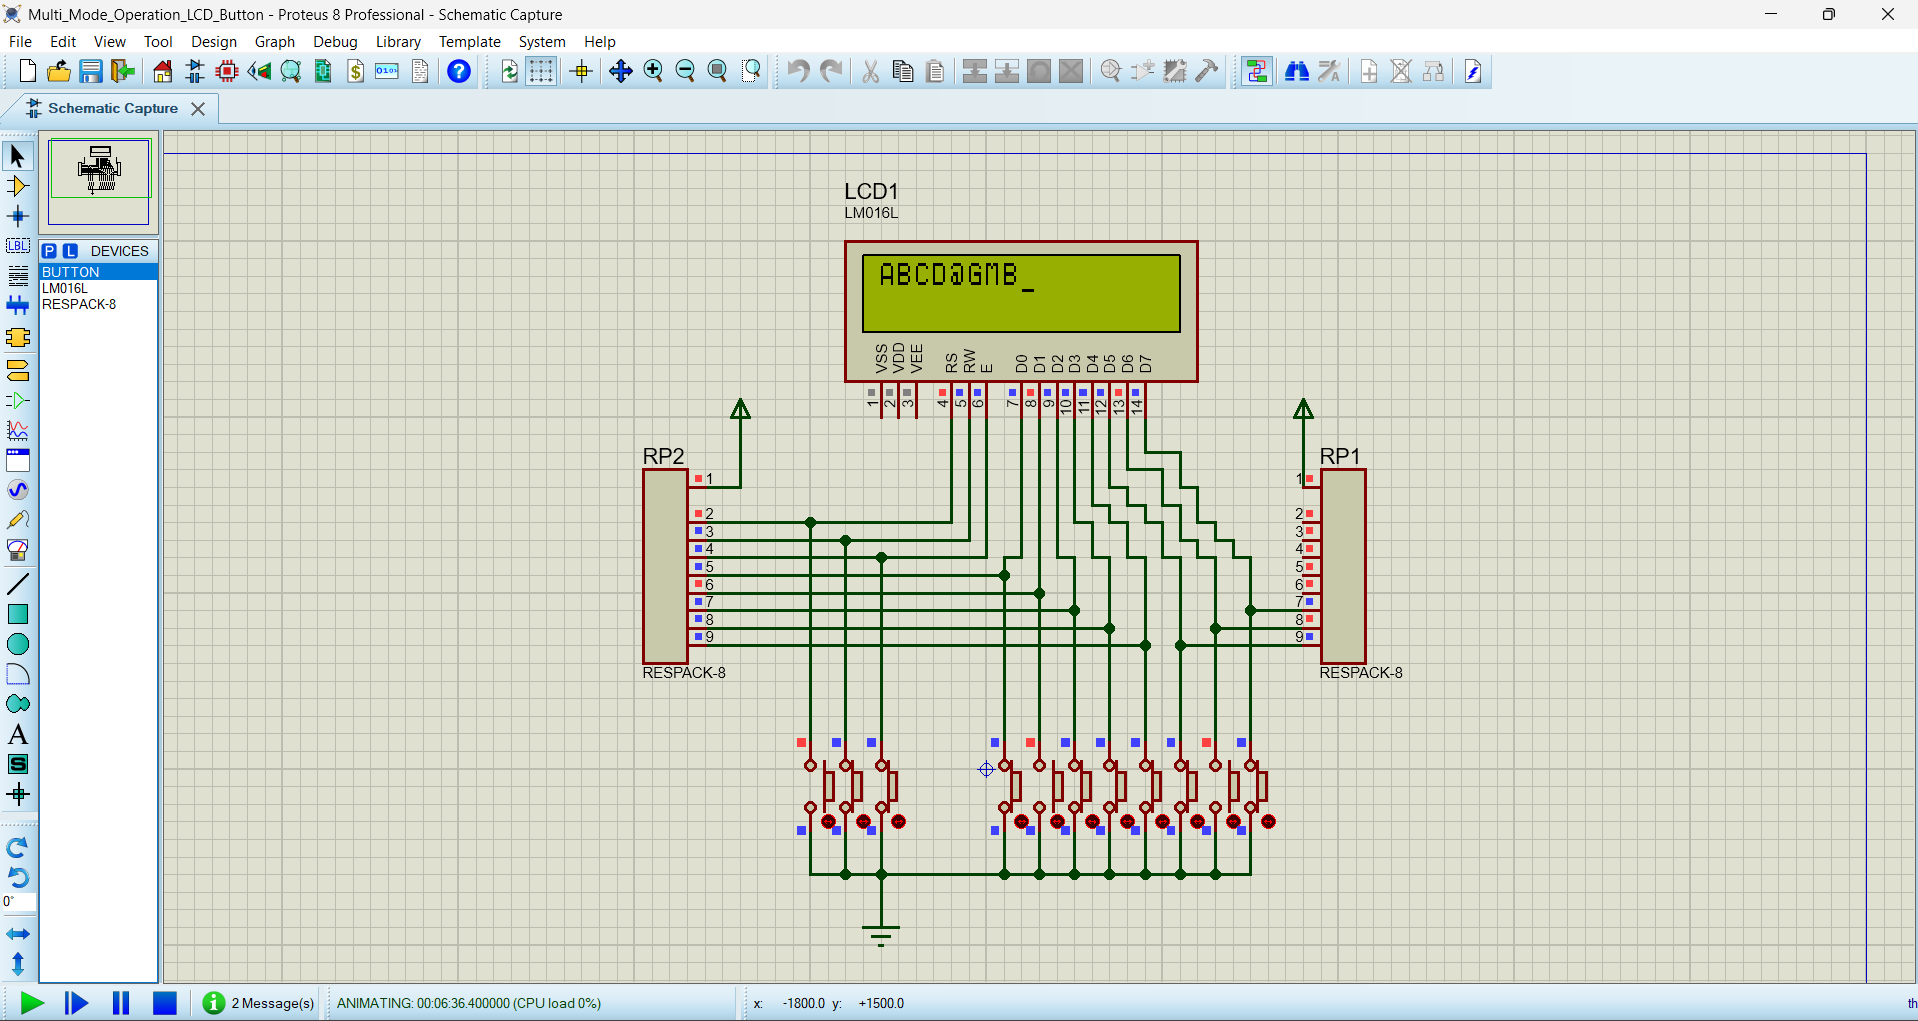 Multi_Mode_Operation_LCD_Button - Proteus 8 Professional - Schematic Capture
File Edit View Tool Design Graph Debug Library Template System Help
Schematic Capture
P L DEVICES
BUTTON
LM016L
RESPACK-8
LBL
A
S
0°
LCD1
LM016L
ABCD@GMB_
VSS VDD VEE RS RW E D0 D1 D2 D3 D4 D5 D6 D7
1 2 3 4 5 6 7 8 9 10 11 12 13 14
RP2
1
2
3
4
5
6
7
8
9
RESPACK-8
RP1
1
2
3
4
5
6
7
8
9
RESPACK-8
2 Message(s)
ANIMATING: 00:06:36.400000 (CPU load 0%)
x: -1800.0 y: +1500.0
th